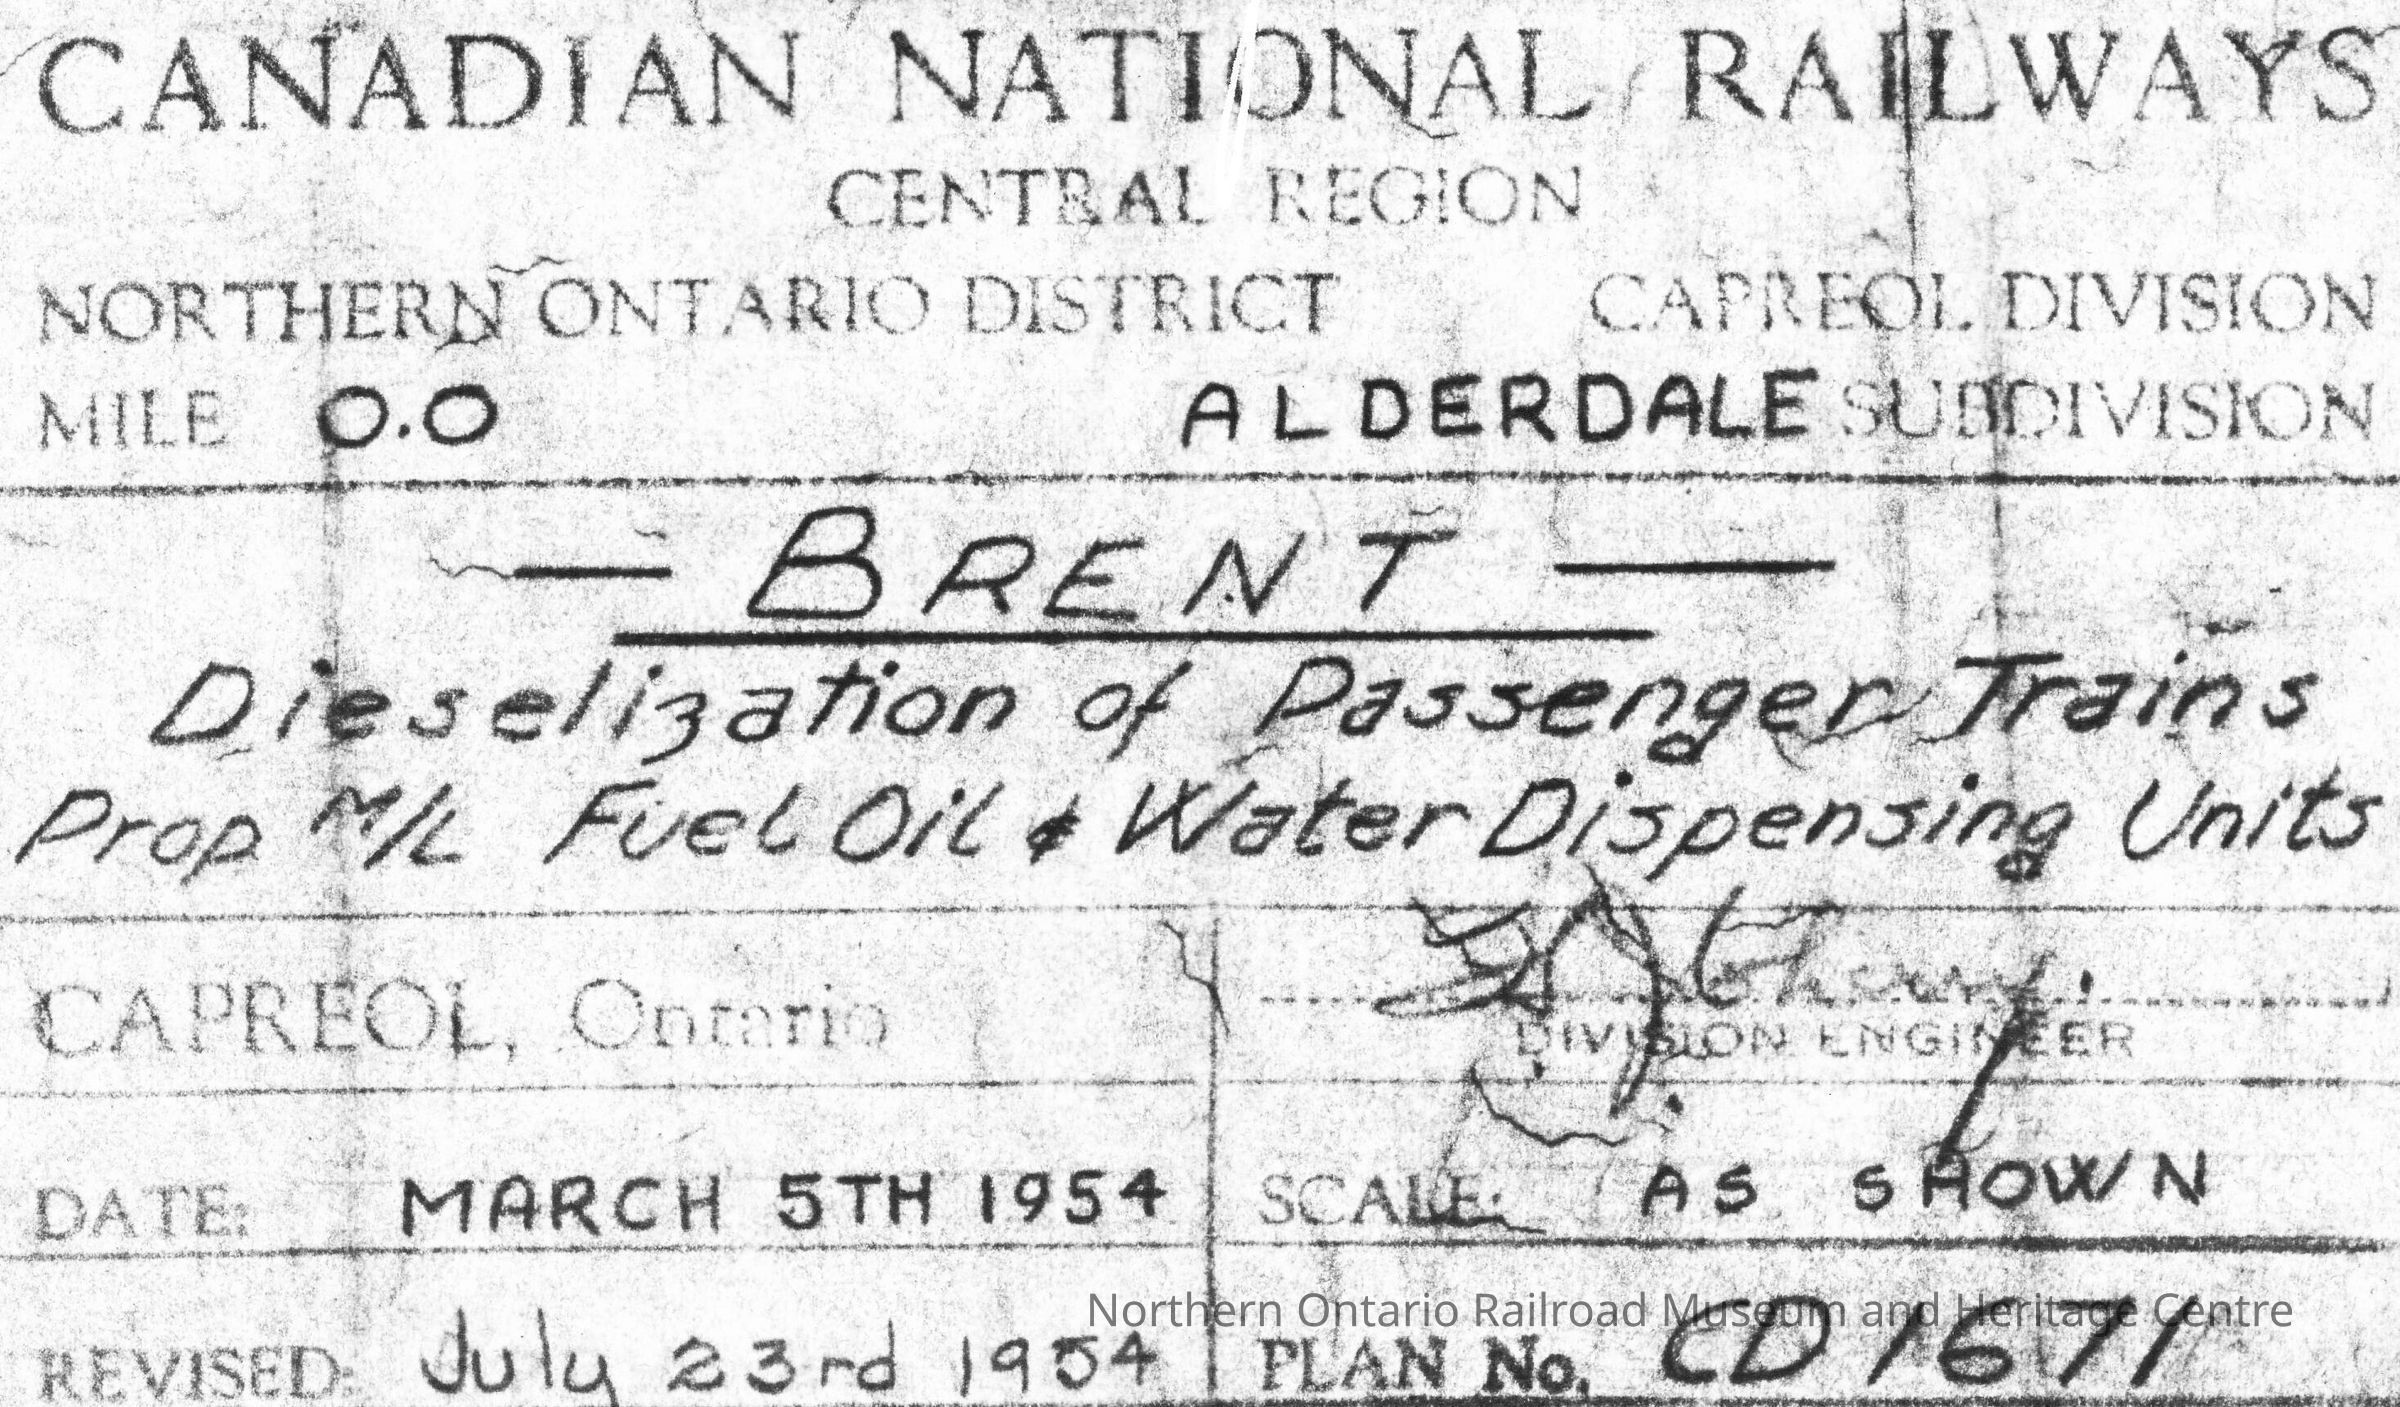 CANADIAN NATIONAL RAILWAYS
CENTRAL REGION
NORTHERN ONTARIO DISTRICT CAPREOL DIVISION
MILE 0.0 ALDERDALE SUBDIVISION
— BRENT —
Dieselization of Passenger Trains
Prop M/L Fuel Oil & Water Dispensing Units
CAPREOL, Ontario
DIVISION ENGINEER
DATE: MARCH 5TH 1954 SCALE: AS SHOWN
Northern Ontario Railroad Museum and Heritage Centre
REVISED: July 23rd 1954 PLAN No. CD 1671